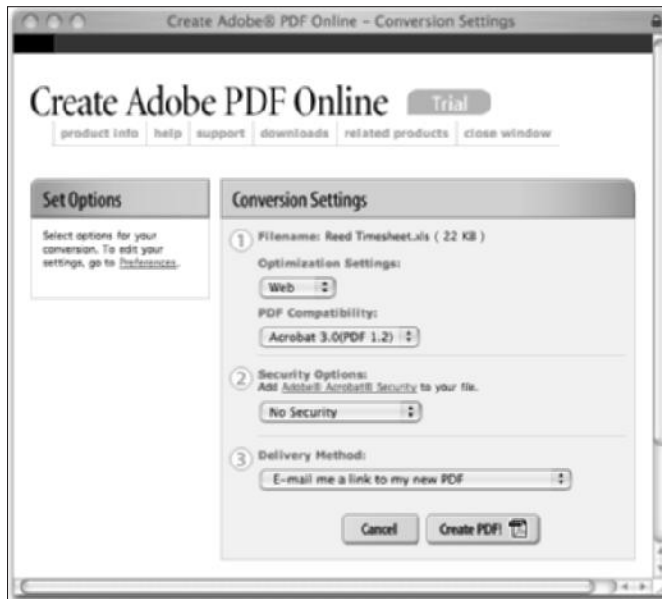 Create Adobe® PDF Online – Conversion Settings
Create Adobe PDF Online Trial
product info help support downloads related products close window
Set Options
Select options for your
conversion. To edit your
settings, go to Preferences.
Conversion Settings
1 Filename: Reed Timesheet.xls ( 22 KB )
Optimization Settings:
Web
PDF Compatibility:
Acrobat 3.0(PDF 1.2)
2 Security Options:
Add Adobe® Acrobat® Security to your file.
No Security
3 Delivery Method:
E-mail me a link to my new PDF
Cancel Create PDF!